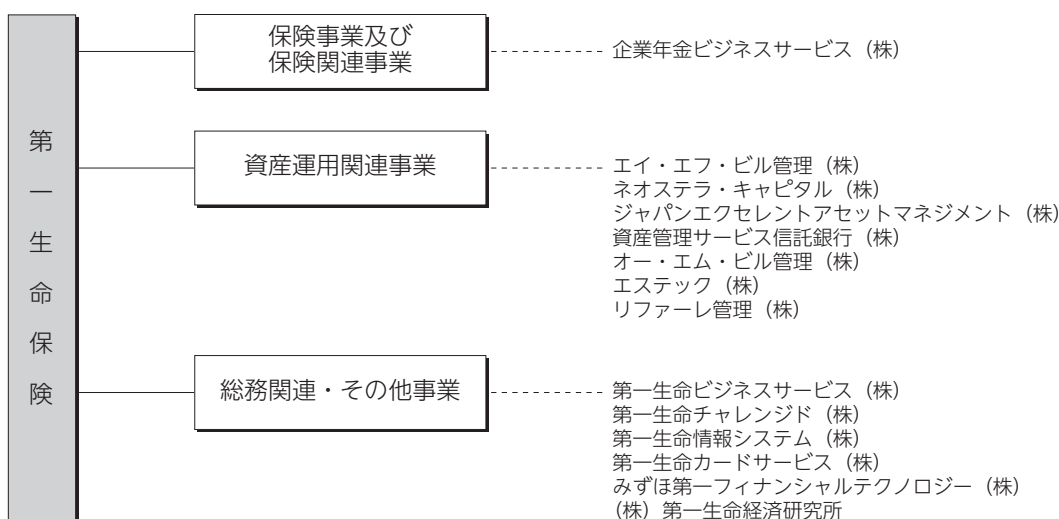 第一生命保険
保険事業及び
保険関連事業
企業年金ビジネスサービス（株）
資産運用関連事業
エイ・エフ・ビル管理（株）
ネオステラ・キャピタル（株）
ジャパンエクセレントアセットマネジメント（株）
資産管理サービス信託銀行（株）
オー・エム・ビル管理（株）
エステック（株）
リファーレ管理（株）
総務関連・その他事業
第一生命ビジネスサービス（株）
第一生命チャレンジド（株）
第一生命情報システム（株）
第一生命カードサービス（株）
みずほ第一フィナンシャルテクノロジー（株）
（株）第一生命経済研究所